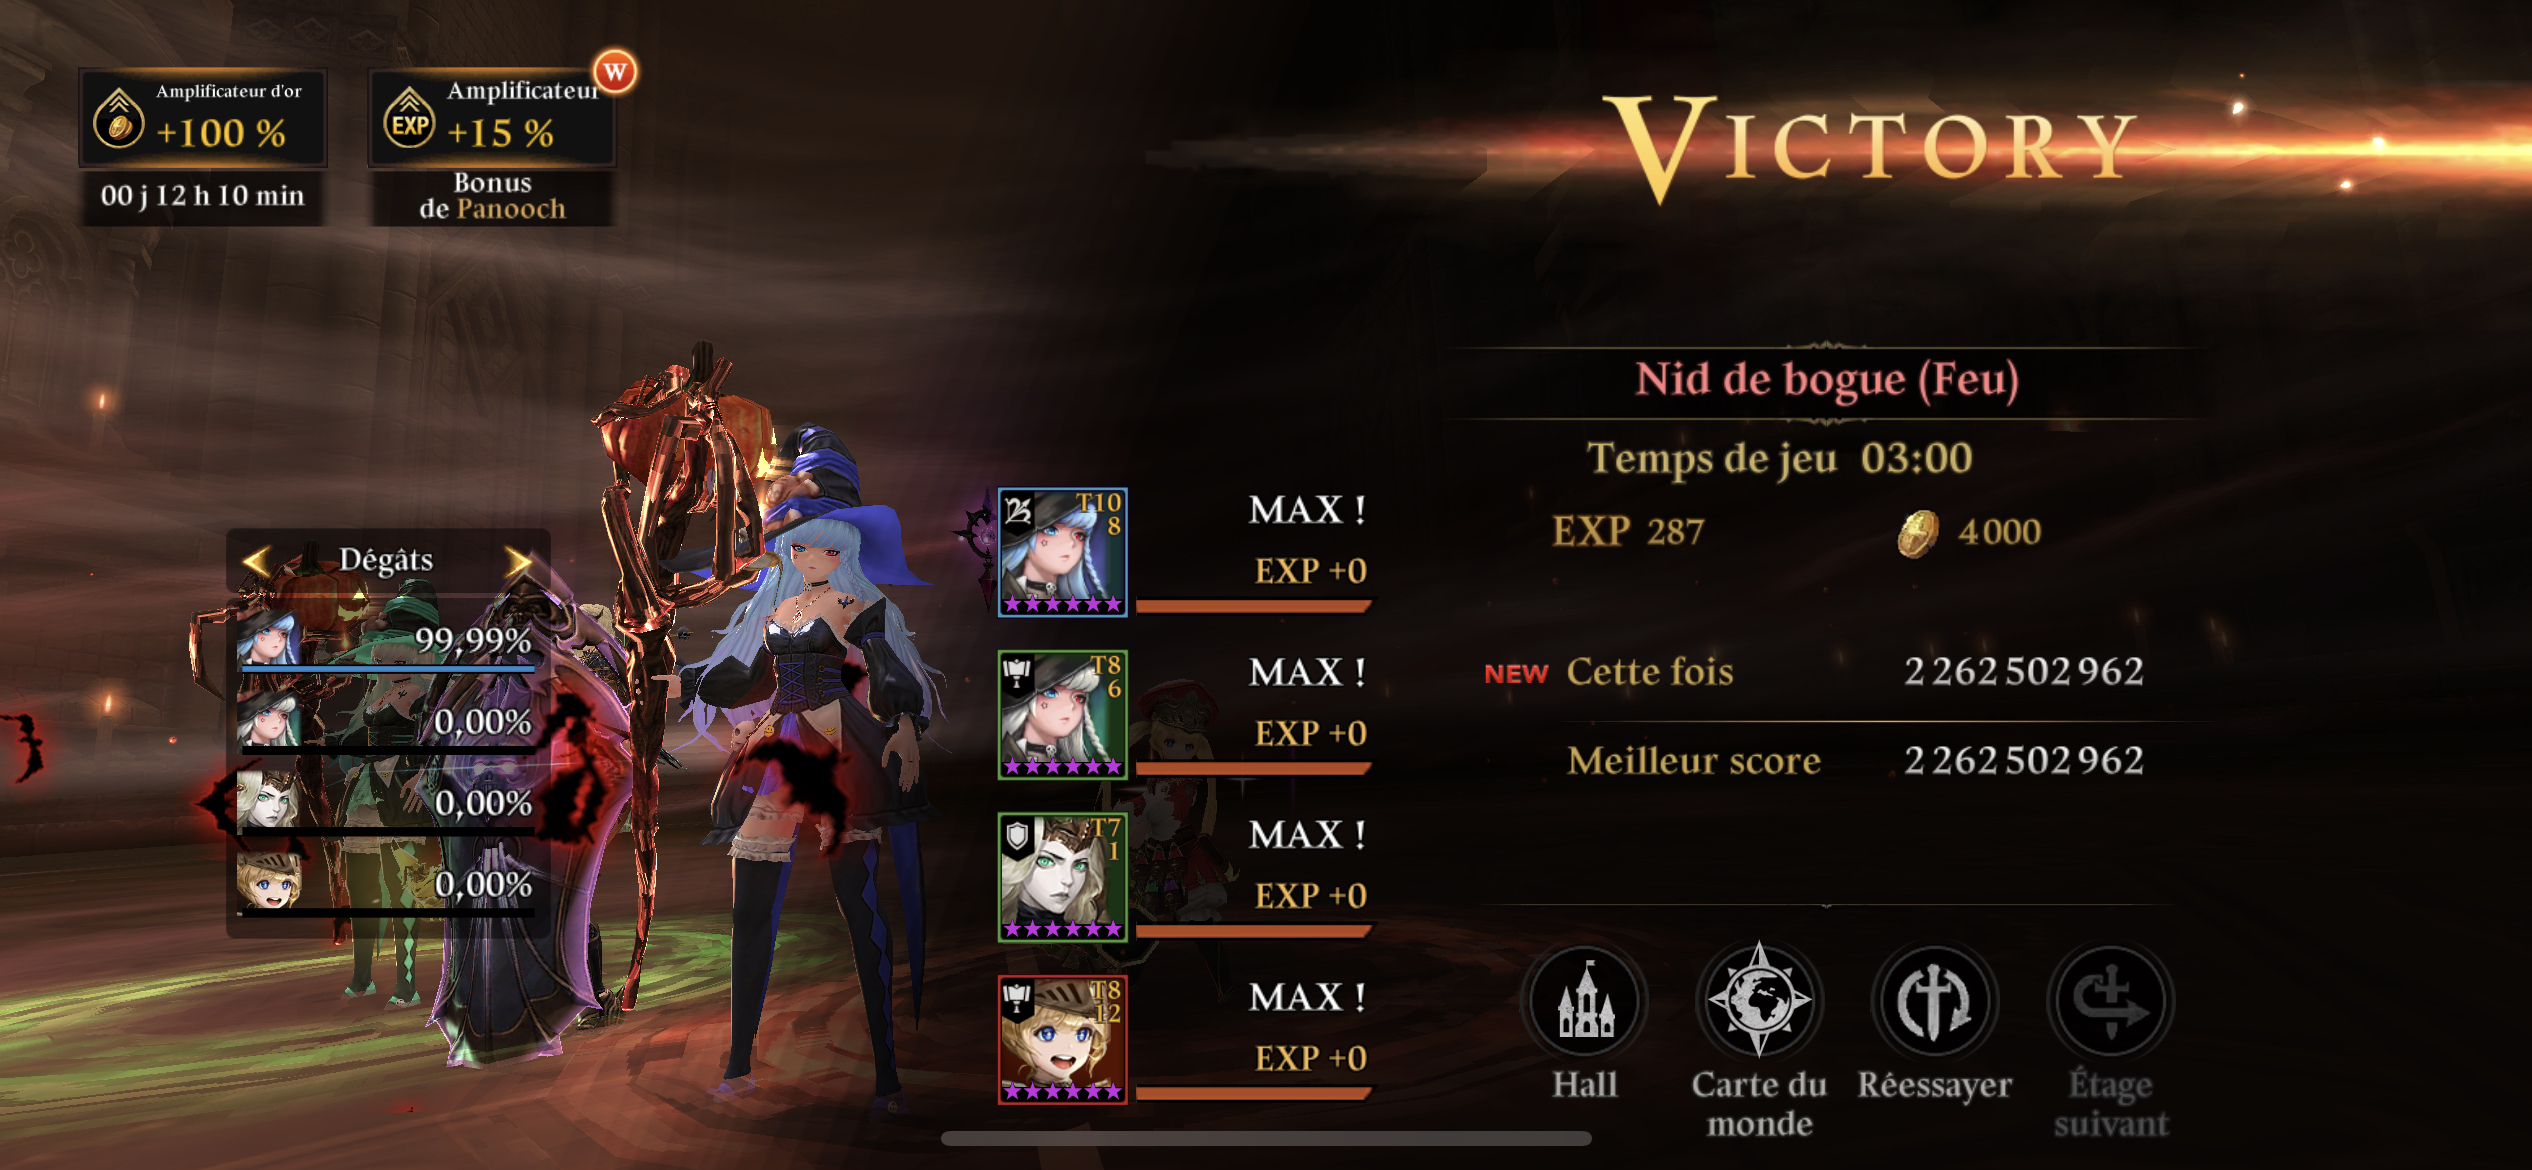 Amplificateur d'or
+100 %
00 j 12 h 10 min
W
Amplificateur
EXP
+15 %
Bonus
de Panooch
VICTORY
Nid de bogue (Feu)
Temps de jeu 03:00
EXP 287
4 000
NEW Cette fois 2 262 502 962
Meilleur score 2 262 502 962
Dégâts
99,99%
0,00%
0,00%
0,00%
T10
8
MAX !
EXP +0
T8
6
MAX !
EXP +0
T7
1
MAX !
EXP +0
T8
12
MAX !
EXP +0
Hall
Carte du
monde
Réessayer
Étage
suivant